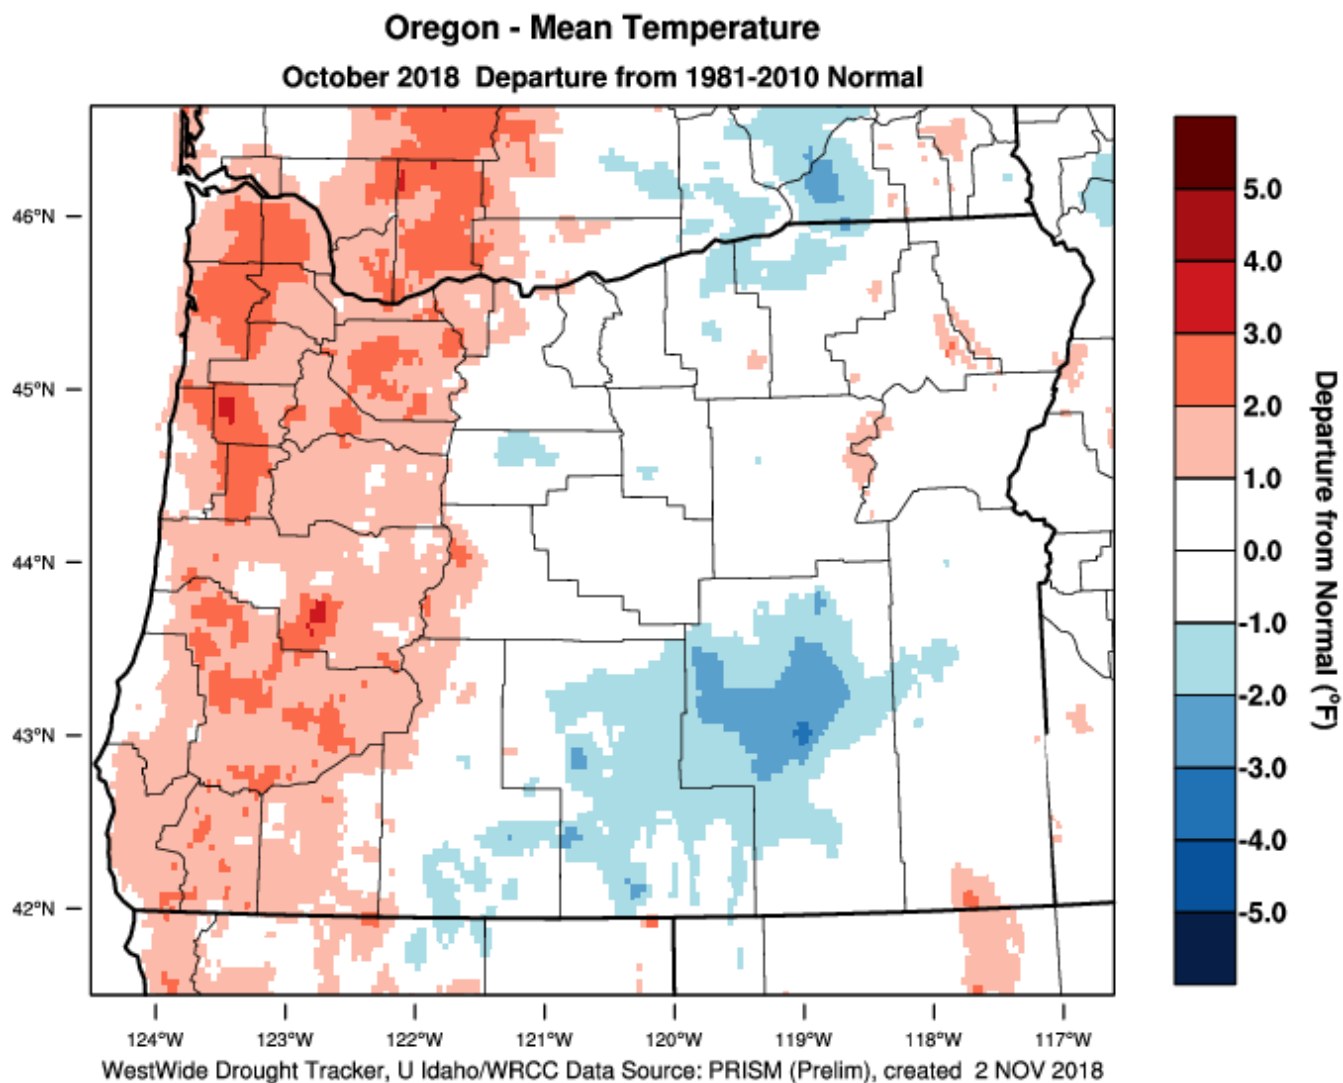 Oregon - Mean Temperature
October 2018 Departure from 1981-2010 Normal
46°N
45°N
44°N
43°N
42°N
124°W 123°W 122°W 121°W 120°W 119°W 118°W 117°W
5.0
4.0
3.0
2.0
1.0
0.0
-1.0
-2.0
-3.0
-4.0
-5.0
Departure from Normal (°F)
WestWide Drought Tracker, U Idaho/WRCC Data Source: PRISM (Prelim), created 2 NOV 2018